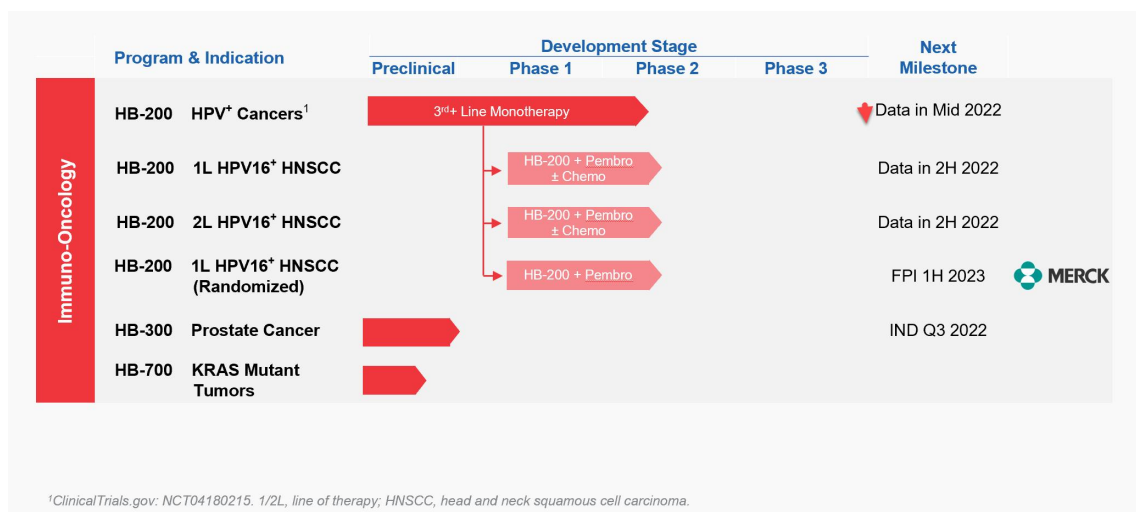 Program & Indication
Development Stage
Next
Milestone
Preclinical
Phase 1
Phase 2
Phase 3
Immuno-Oncology
HB-200 HPV⁺ Cancers¹
3ʳᵈ+ Line Monotherapy
Data in Mid 2022
HB-200 1L HPV16⁺ HNSCC
HB-200 + Pembro
± Chemo
Data in 2H 2022
HB-200 2L HPV16⁺ HNSCC
HB-200 + Pembro
± Chemo
Data in 2H 2022
HB-200 1L HPV16⁺ HNSCC
(Randomized)
HB-200 + Pembro
FPI 1H 2023
MERCK
HB-300 Prostate Cancer
IND Q3 2022
HB-700 KRAS Mutant
Tumors
¹ClinicalTrials.gov: NCT04180215. 1/2L, line of therapy; HNSCC, head and neck squamous cell carcinoma.